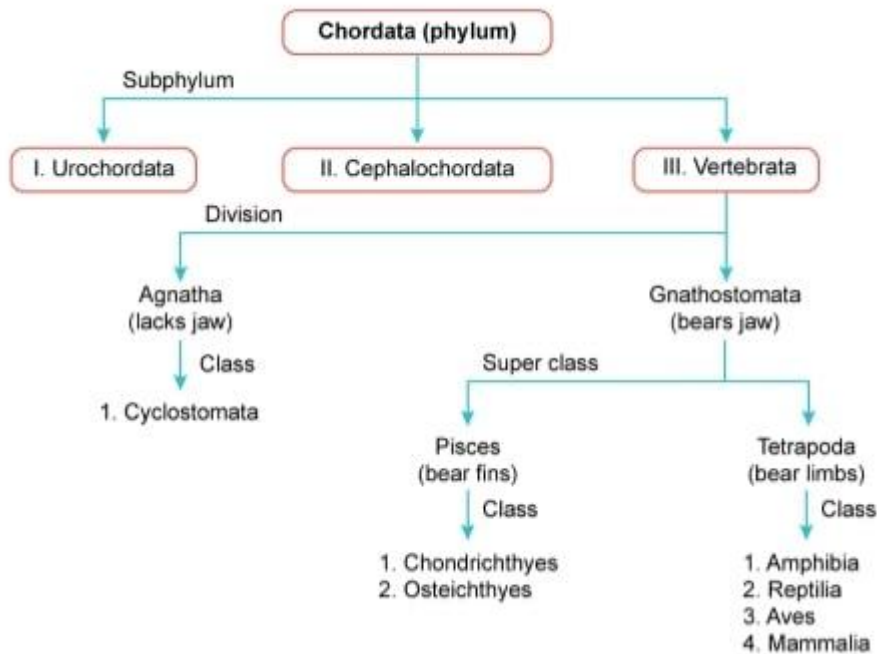 Chordata (phylum)
Subphylum
I. Urochordata
II. Cephalochordata
III. Vertebrata
Division
Agnatha
(lacks jaw)
Gnathostomata
(bears jaw)
Class
Super class
1. Cyclostomata
Pisces
(bear fins)
Tetrapoda
(bear limbs)
Class
Class
1. Chondrichthyes
2. Osteichthyes
1. Amphibia
2. Reptilia
3. Aves
4. Mammalia